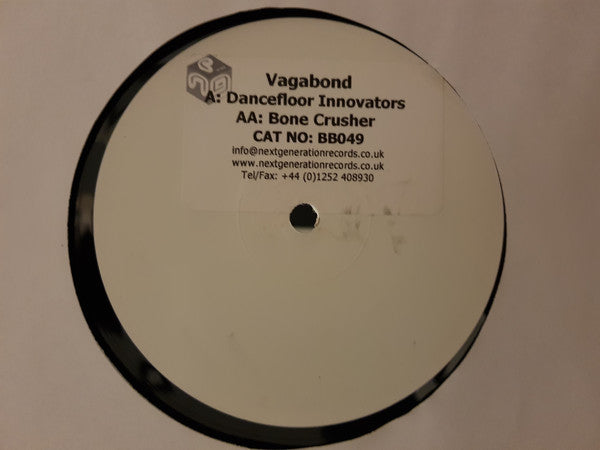 Vagabond
A: Dancefloor Innovators
AA: Bone Crusher
CAT NO: BB049
info@nextgenerationrecords.co.uk
www.nextgenerationrecords.co.uk
Tel/Fax: +44 (0)1252 408930